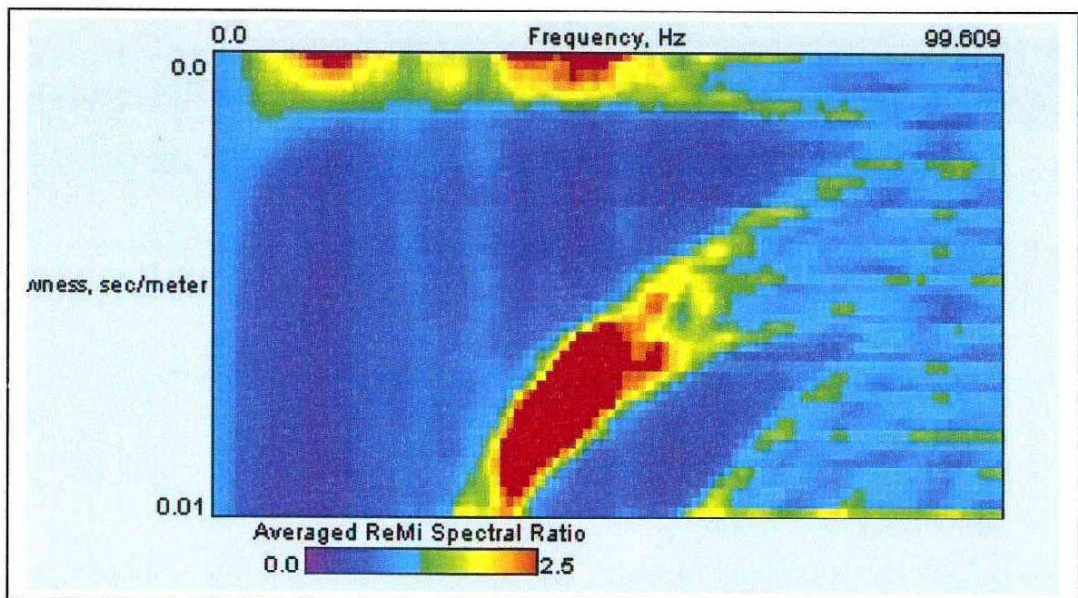 0.0 Frequency, Hz 99.609
0.0
wness, sec/meter
0.01
Averaged ReMi Spectral Ratio
0.0 2.5